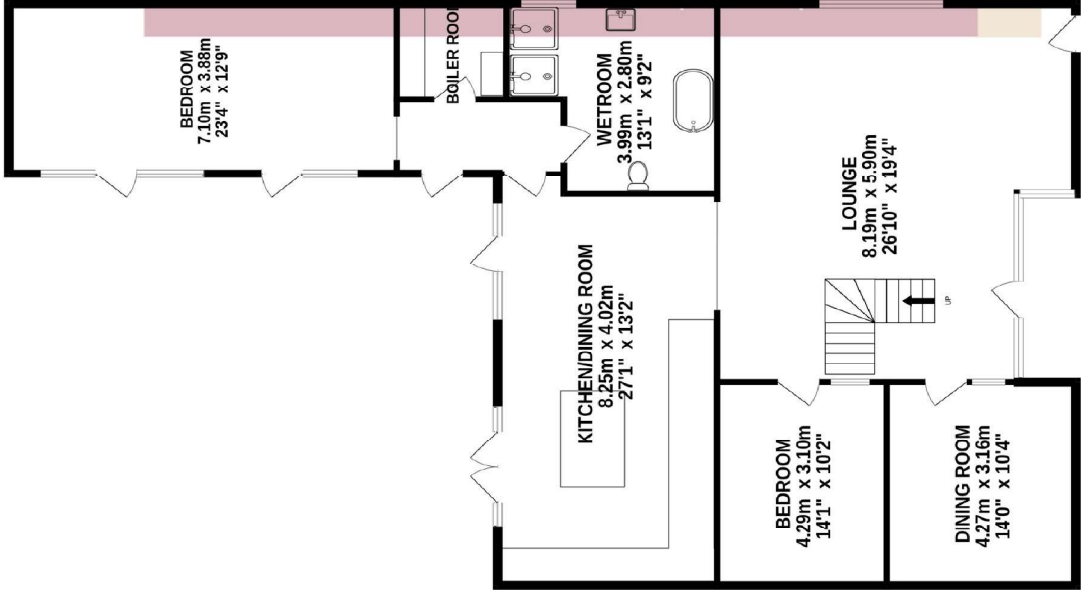 BEDROOM
7.10m x 3.88m
23'4" x 12'9"
BOILER ROO
WETROOM
3.99m x 2.80m
13'1" x 9'2"
LOUNGE
8.19m x 5.90m
26'10" x 19'4"
UP
KITCHEN/DINING ROOM
8.25m x 4.02m
27'1" x 13'2"
BEDROOM
4.29m x 3.10m
14'1" x 10'2"
DINING ROOM
4.27m x 3.16m
14'0" x 10'4"